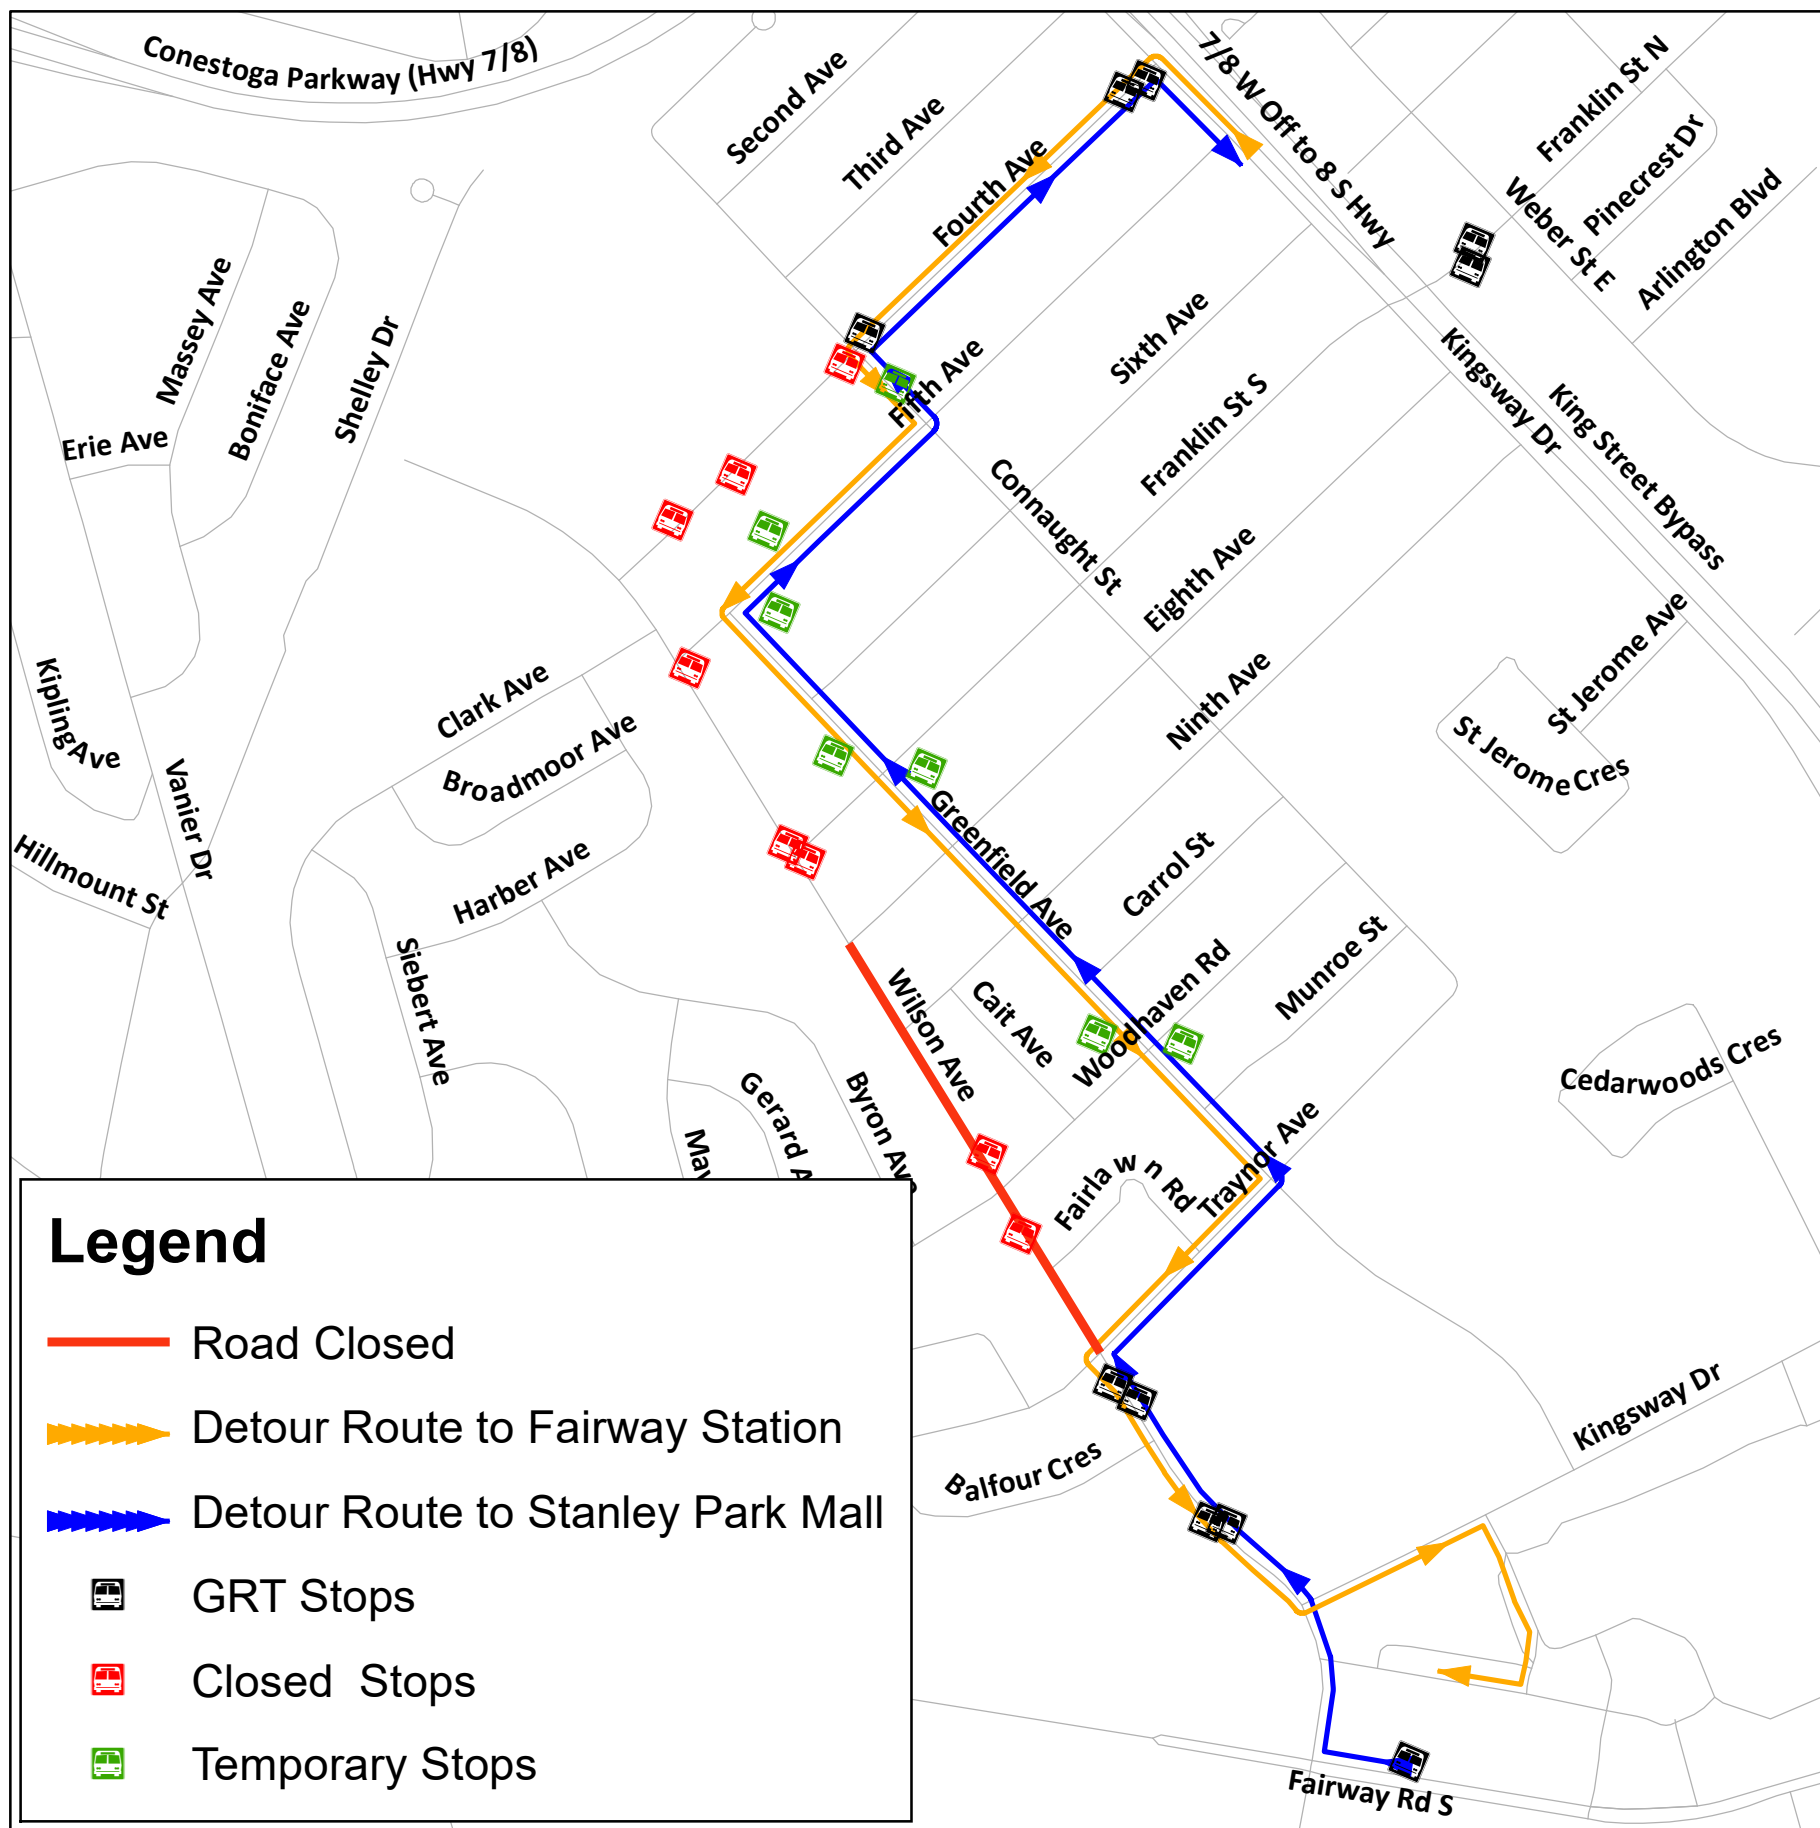 Conestoga Parkway (Hwy 7/8)
Second Ave
Third Ave
Fourth Ave
7/8 W Off to 8 S Hwy
Franklin St N
Pinecrest Dr
Weber St E
Arlington Blvd
Massey Ave
Boniface Ave
Shelley Dr
Erie Ave
Fifth Ave
Sixth Ave
Franklin St S
Kingsway Dr
King Street Bypass
Connaught St
Eighth Ave
Ninth Ave
St Jerome Ave
St Jerome Cres
Kipling Ave
Clark Ave
Broadmoor Ave
Vanier Dr
Hillmount St
Harber Ave
Siebert Ave
Greenfield Ave
Carrol St
Woodhaven Rd
Munroe St
Wilson Ave
Cait Ave
Cedarwoods Cres
Gerard A
Byron Ave
May
Fairlawn Rd
Traynor Ave
Kingsway Dr
Balfour Cres
Fairway Rd S
Legend
Road Closed
Detour Route to Fairway Station
Detour Route to Stanley Park Mall
GRT Stops
Closed  Stops
Temporary Stops